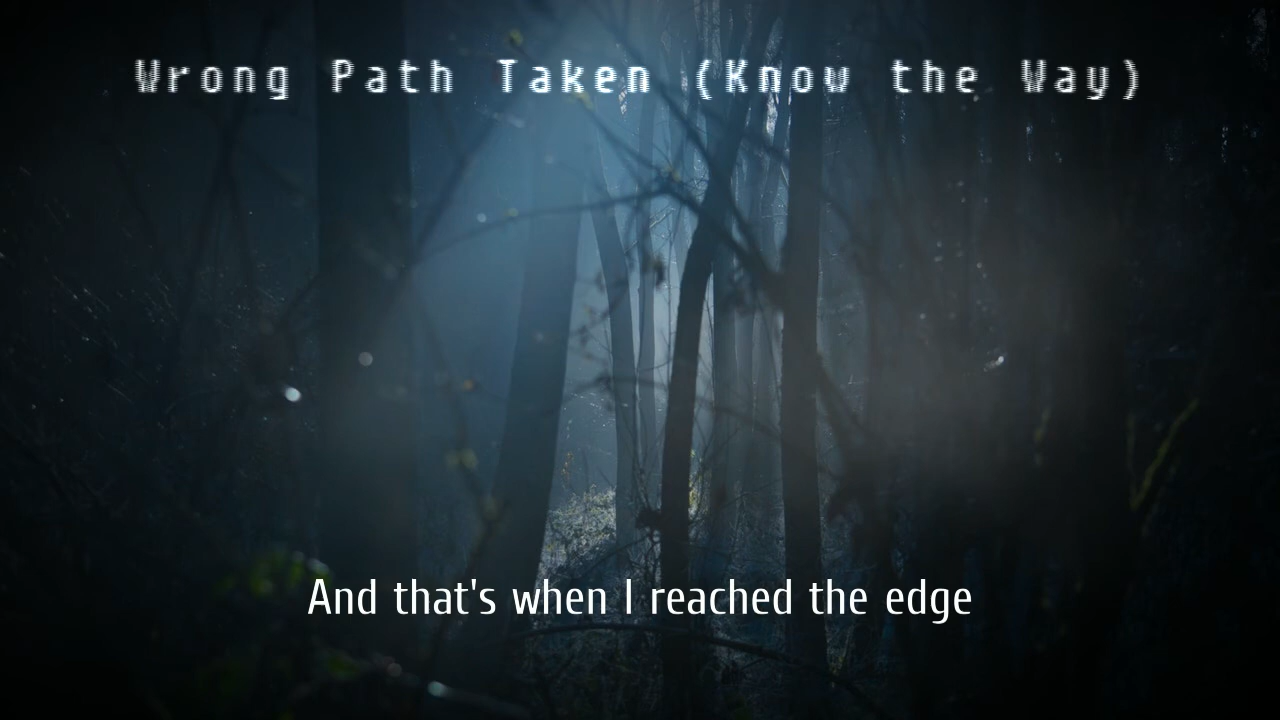 Wrong Path Taken (Know the Way)
And that's when I reached the edge